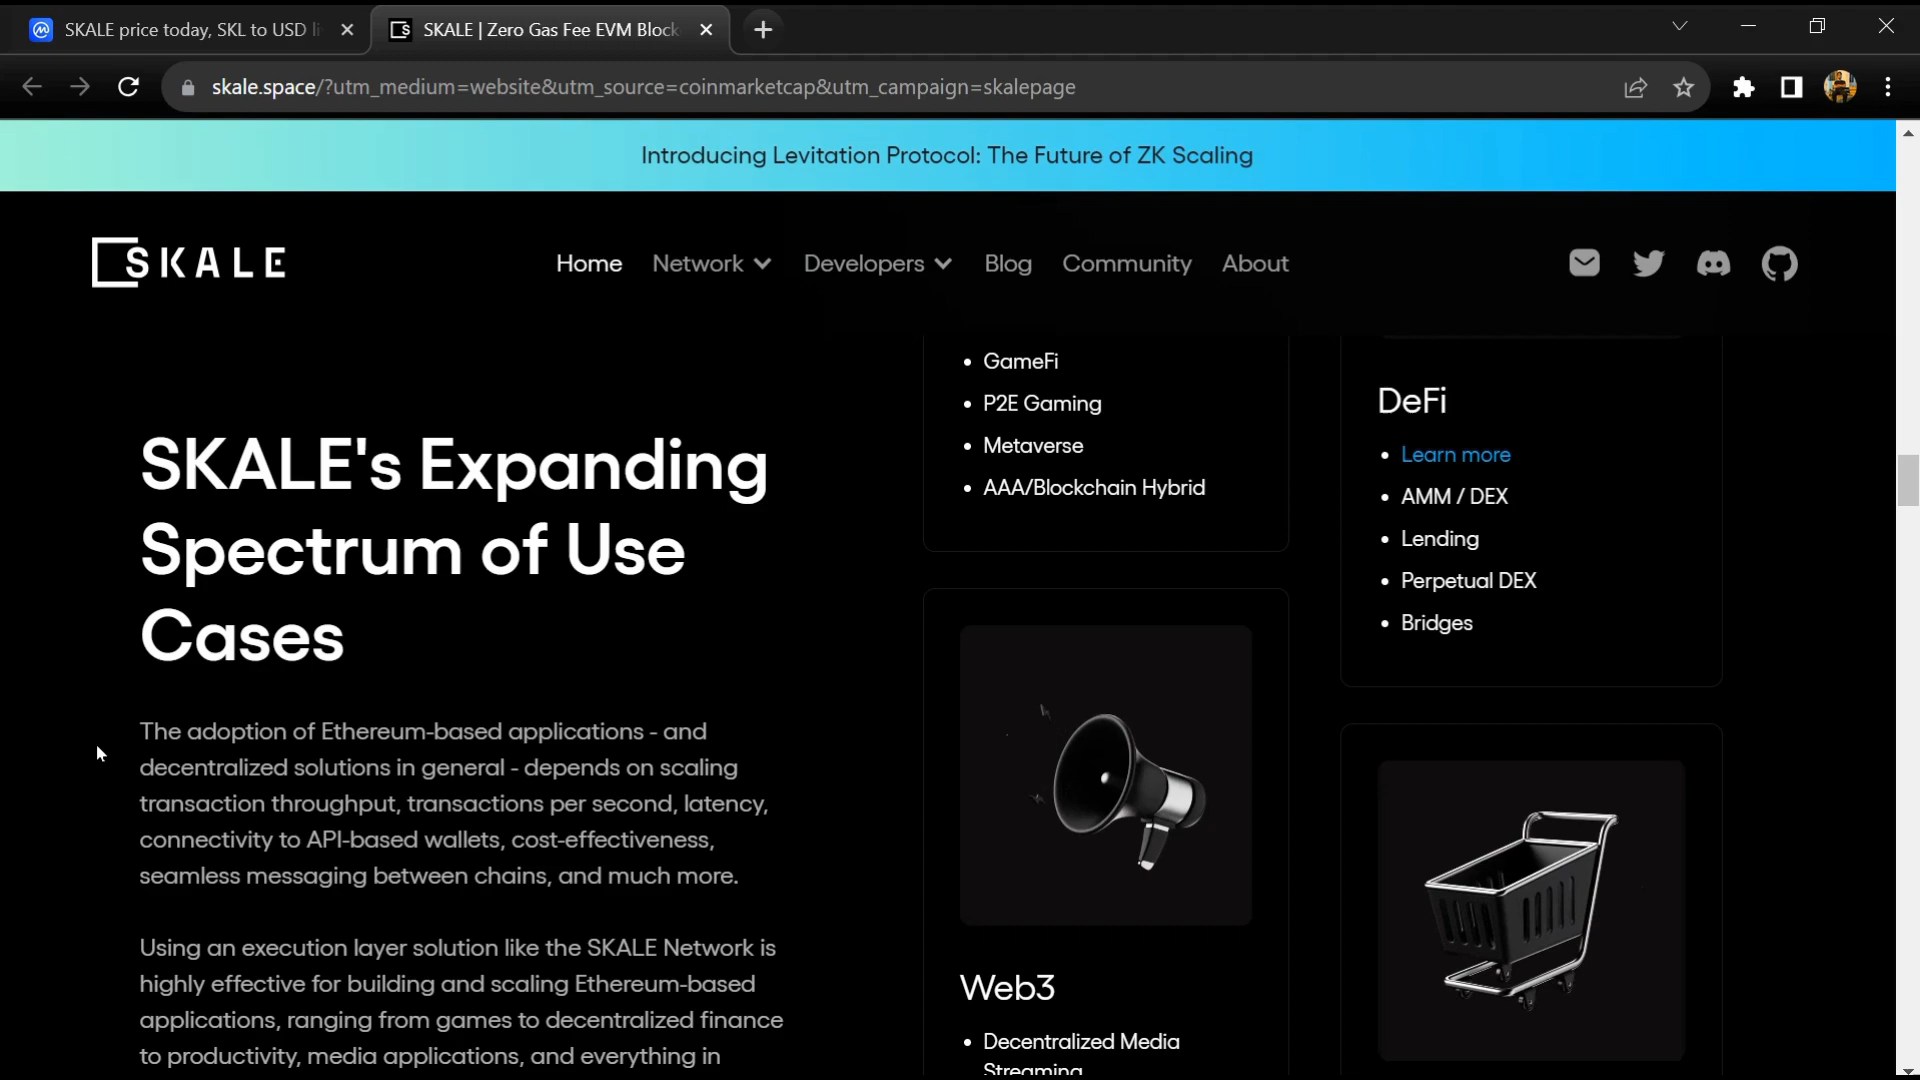 SKALE price today, SKL to USD li
SKALE | Zero Gas Fee EVM Block
skale.space/?utm_medium=website&utm_source=coinmarketcap&utm_campaign=skalepage
Introducing Levitation Protocol: The Future of ZK Scaling
SKALE
Home Network Developers Blog Community About
SKALE's Expanding
Spectrum of Use
Cases
The adoption of Ethereum-based applications - and
decentralized solutions in general - depends on scaling
transaction throughput, transactions per second, latency,
connectivity to API-based wallets, cost-effectiveness,
seamless messaging between chains, and much more.
Using an execution layer solution like the SKALE Network is
highly effective for building and scaling Ethereum-based
applications, ranging from games to decentralized finance
to productivity, media applications, and everything in
• GameFi
• P2E Gaming
• Metaverse
• AAA/Blockchain Hybrid
Web3
• Decentralized Media
Streaming
DeFi
• Learn more
• AMM / DEX
• Lending
• Perpetual DEX
• Bridges